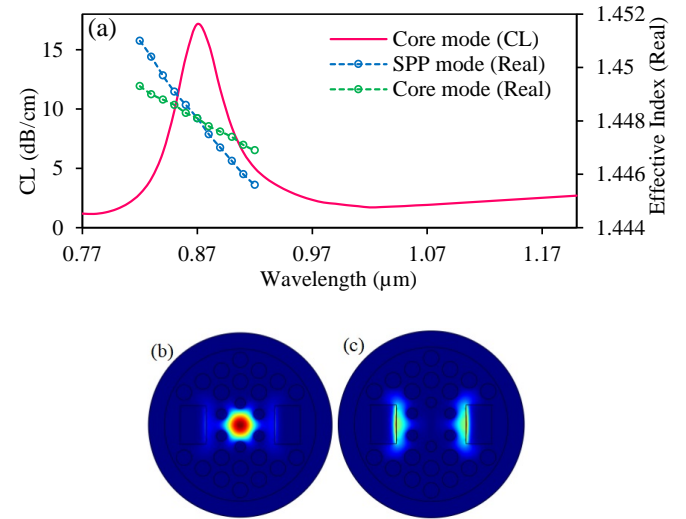 (a)
Core mode (CL)
SPP mode (Real)
Core mode (Real)
CL (dB/cm)
15
10
5
0
1.452
1.45
1.448
1.446
1.444
Effective Index (Real)
0.77
0.87
0.97
1.07
1.17
Wavelength (µm)
(b)
(c)